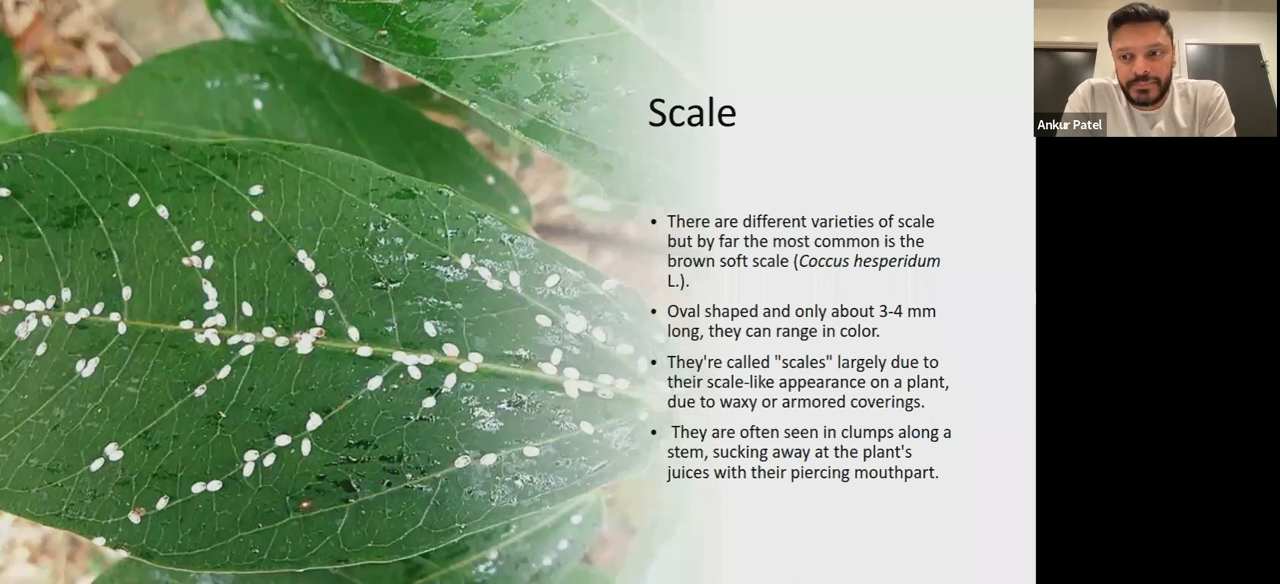 Scale
• There are different varieties of scale
but by far the most common is the
brown soft scale (Coccus hesperidum
L.).
• Oval shaped and only about 3-4 mm
long, they can range in color.
• They're called "scales" largely due to
their scale-like appearance on a plant,
due to waxy or armored coverings.
• They are often seen in clumps along a
stem, sucking away at the plant's
juices with their piercing mouthpart.
Ankur Patel